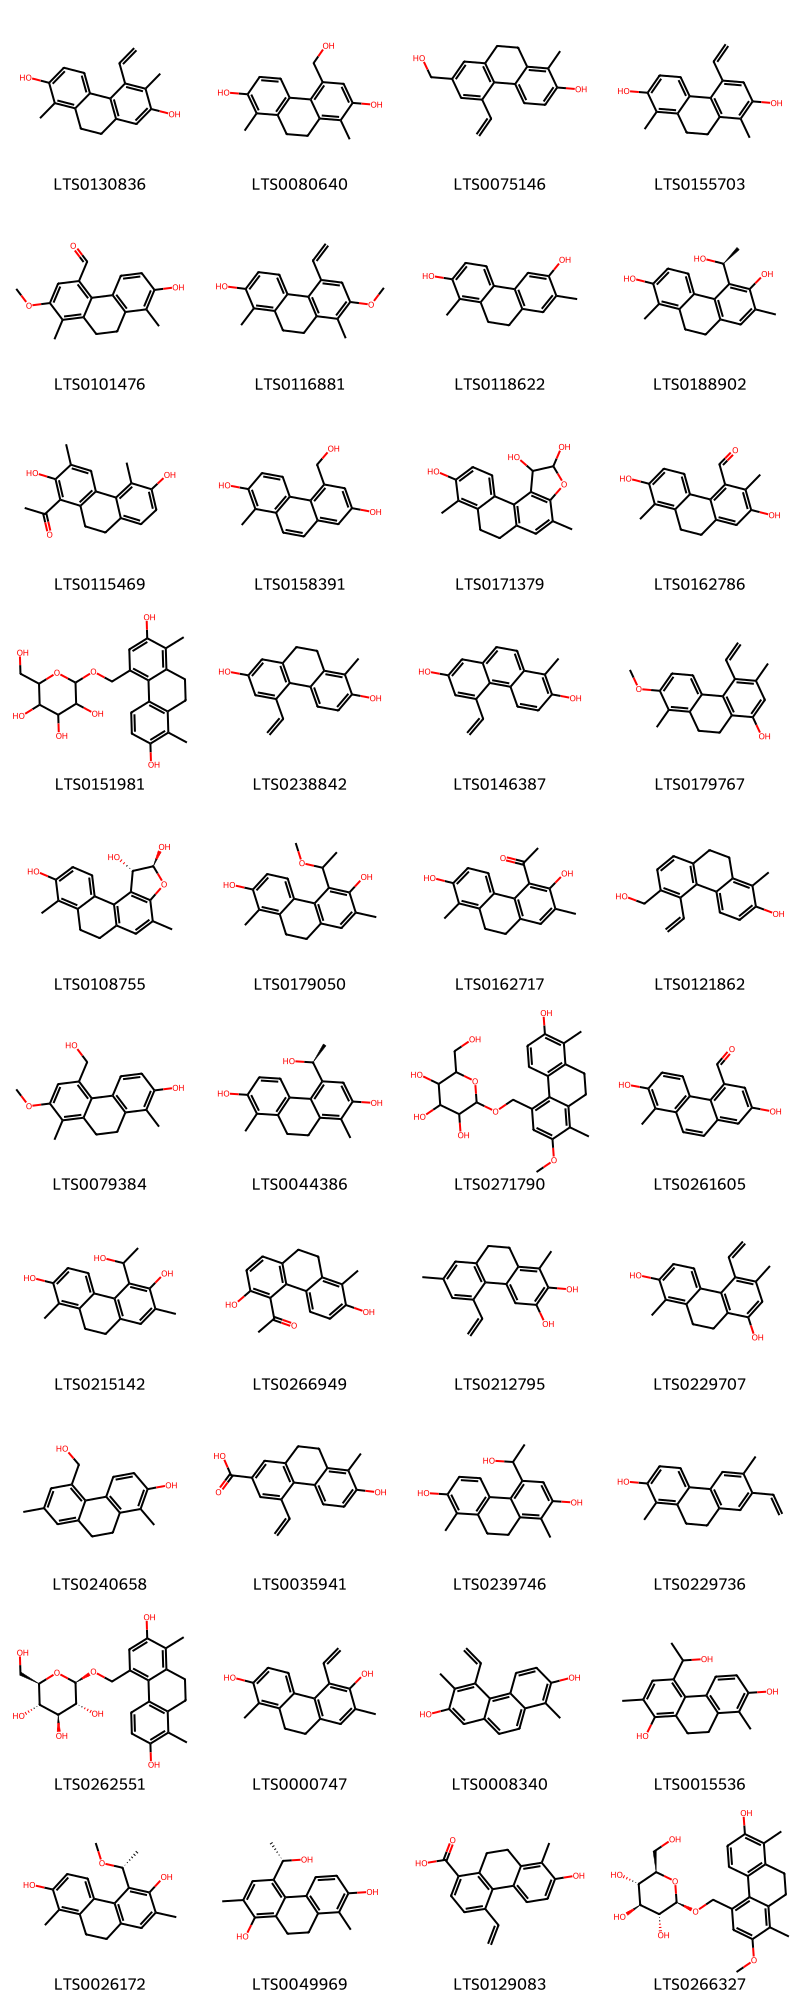 LTS0130836 LTS0080640 LTS0075146 LTS0155703
LTS0101476 LTS0116881 LTS0118622 LTS0188902
LTS0115469 LTS0158391 LTS0171379 LTS0162786
LTS0151981 LTS0238842 LTS0146387 LTS0179767
LTS0108755 LTS0179050 LTS0162717 LTS0121862
LTS0079384 LTS0044386 LTS0271790 LTS0261605
LTS0215142 LTS0266949 LTS0212795 LTS0229707
LTS0240658 LTS0035941 LTS0239746 LTS0229736
LTS0262551 LTS0000747 LTS0008340 LTS0015536
LTS0026172 LTS0049969 LTS0129083 LTS0266327